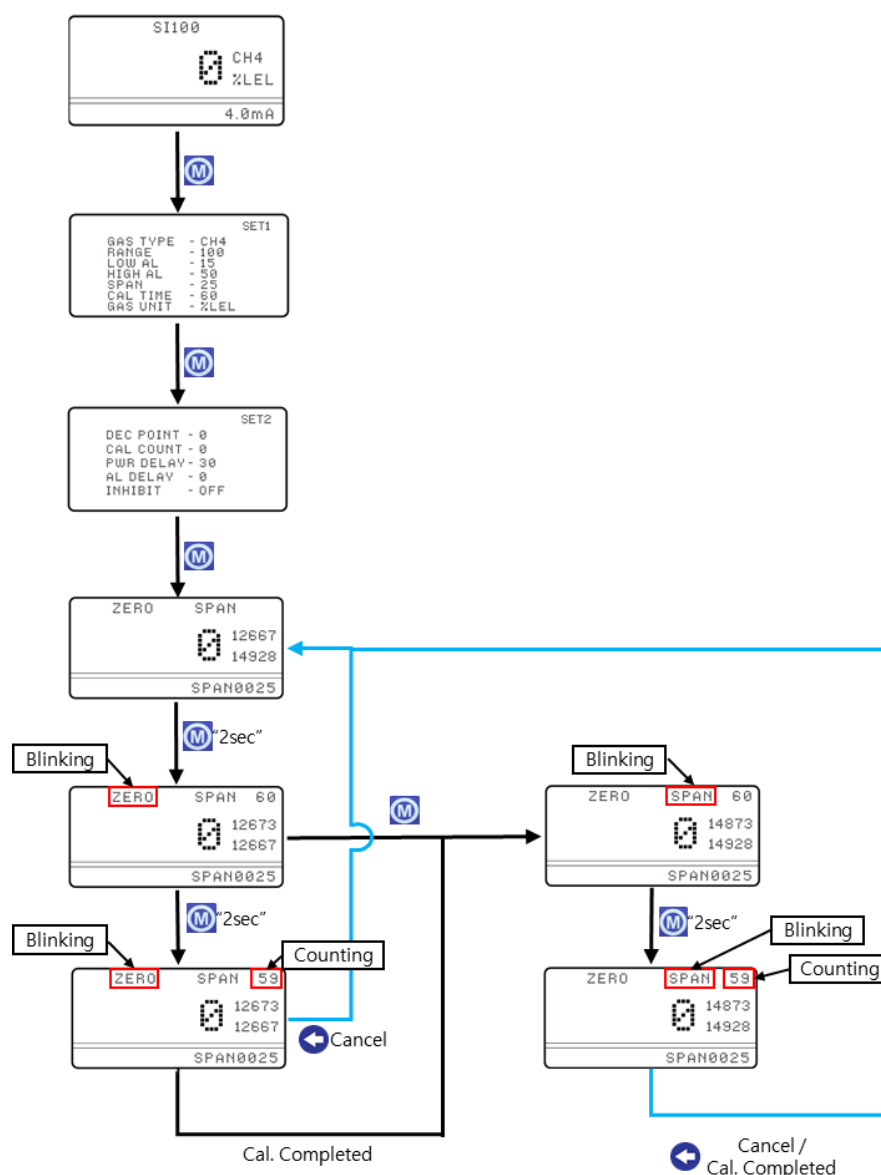 SI100
0 CH4
%LEL
4.0mA
M
SET1
GAS TYPE - CH4
RANGE - 100
LOW AL - 15
HIGH AL - 50
SPAN - 25
CAL TIME - 60
GAS UNIT - %LEL
M
SET2
DEC POINT - 0
CAL COUNT - 0
PWR DELAY- 30
AL DELAY - 0
INHIBIT - OFF
M
ZERO SPAN
0 12667
14928
SPAN0025
M "2sec"
Blinking
ZERO SPAN 60
0 12673
12667
SPAN0025
M
Blinking
ZERO SPAN 60
0 14873
14928
SPAN0025
M "2sec"
Blinking
Counting
ZERO SPAN 59
0 12673
12667
SPAN0025
Cancel
Cal. Completed
M "2sec"
Blinking
Counting
ZERO SPAN 59
0 14873
14928
SPAN0025
Cancel /
Cal. Completed